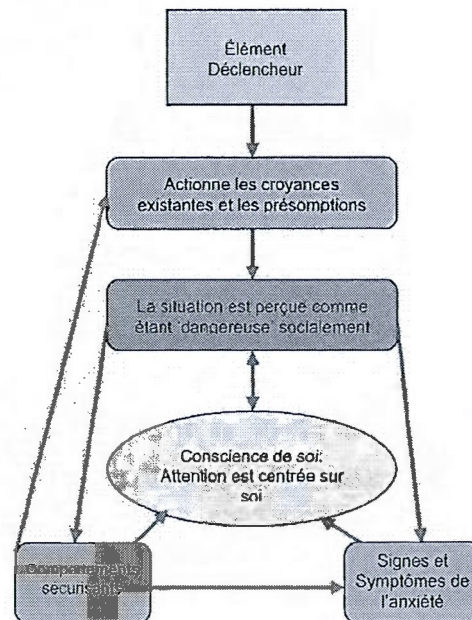 Élément
Déclencheur
Actionne les croyances
existantes et les présomptions
La situation est perçue comme
étant 'dangereuse' socialement
Conscience de soi:
Attention est centrée sur
soi
Comportements
sécurisants
Signes et
Symptômes de
l'anxiété